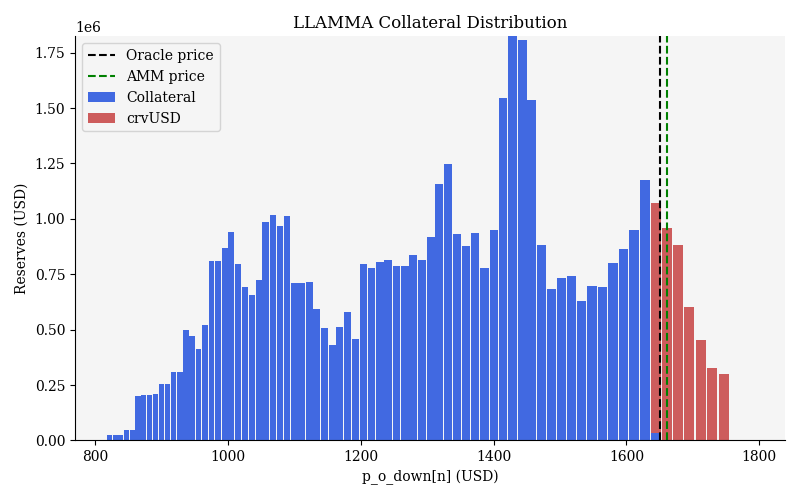 LLAMMA Collateral Distribution
1e6
Oracle price
AMM price
Collateral
crvUSD
1.75
1.50
1.25
1.00
0.75
0.50
0.25
0.00
Reserves (USD)
800 1000 1200 1400 1600 1800
p_o_down[n] (USD)